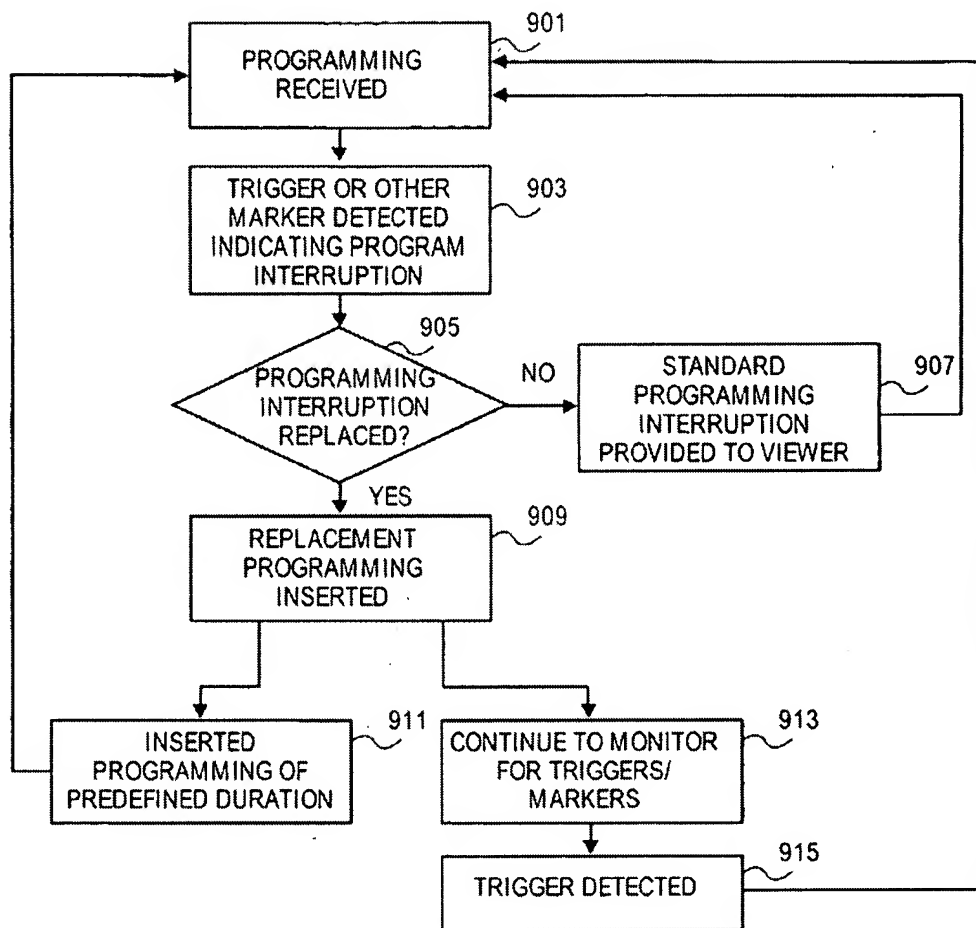 901
PROGRAMMING
RECEIVED
TRIGGER OR OTHER
MARKER DETECTED
INDICATING PROGRAM
INTERRUPTION
903
905
PROGRAMMING
INTERRUPTION
REPLACED?
NO
STANDARD
PROGRAMMING
INTERRUPTION
PROVIDED TO VIEWER
907
YES
REPLACEMENT
PROGRAMMING
INSERTED
909
INSERTED
PROGRAMMING OF
PREDEFINED DURATION
911
CONTINUE TO MONITOR
FOR TRIGGERS/
MARKERS
913
TRIGGER DETECTED
915